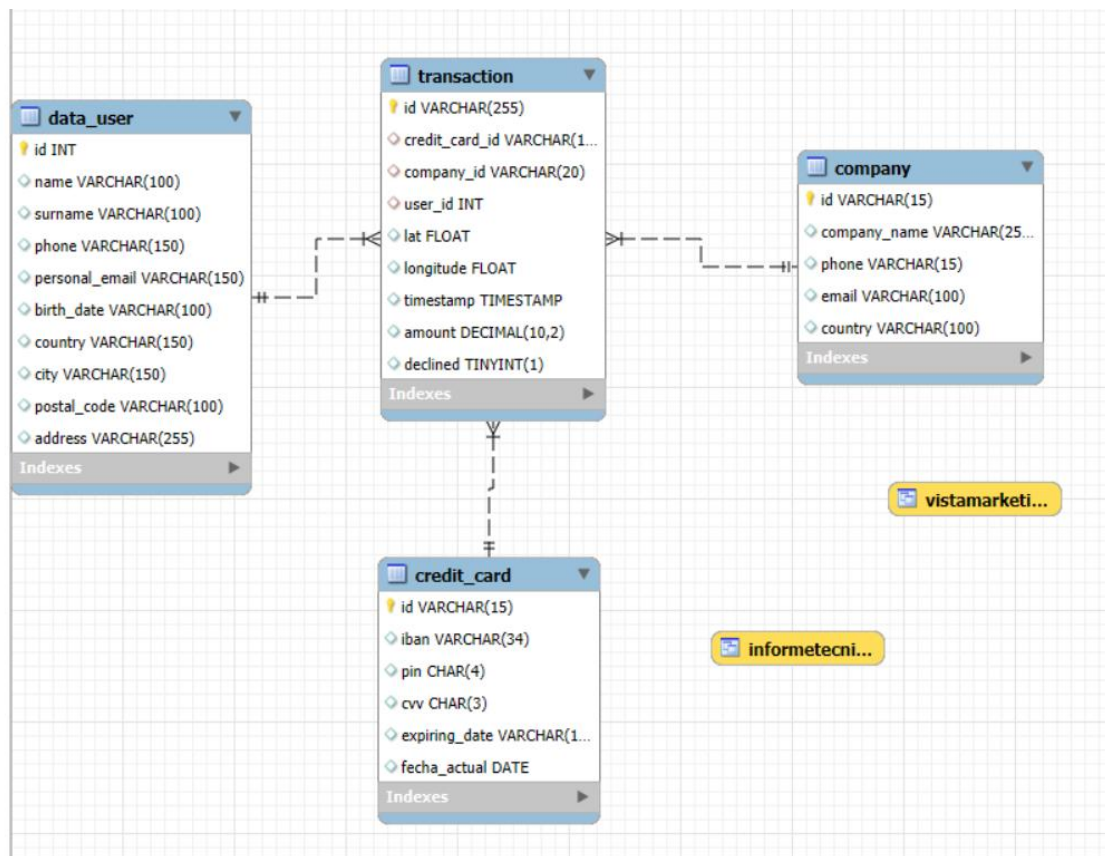 data_user
id INT
name VARCHAR(100)
surname VARCHAR(100)
phone VARCHAR(150)
personal_email VARCHAR(150)
birth_date VARCHAR(100)
country VARCHAR(150)
city VARCHAR(150)
postal_code VARCHAR(100)
address VARCHAR(255)
Indexes
transaction
id VARCHAR(255)
credit_card_id VARCHAR(1...
company_id VARCHAR(20)
user_id INT
lat FLOAT
longitude FLOAT
timestamp TIMESTAMP
amount DECIMAL(10,2)
declined TINYINT(1)
Indexes
company
id VARCHAR(15)
company_name VARCHAR(25...
phone VARCHAR(15)
email VARCHAR(100)
country VARCHAR(100)
Indexes
vistamarketi...
credit_card
id VARCHAR(15)
iban VARCHAR(34)
pin CHAR(4)
cvv CHAR(3)
expiring_date VARCHAR(1...
fecha_actual DATE
Indexes
informetecni...